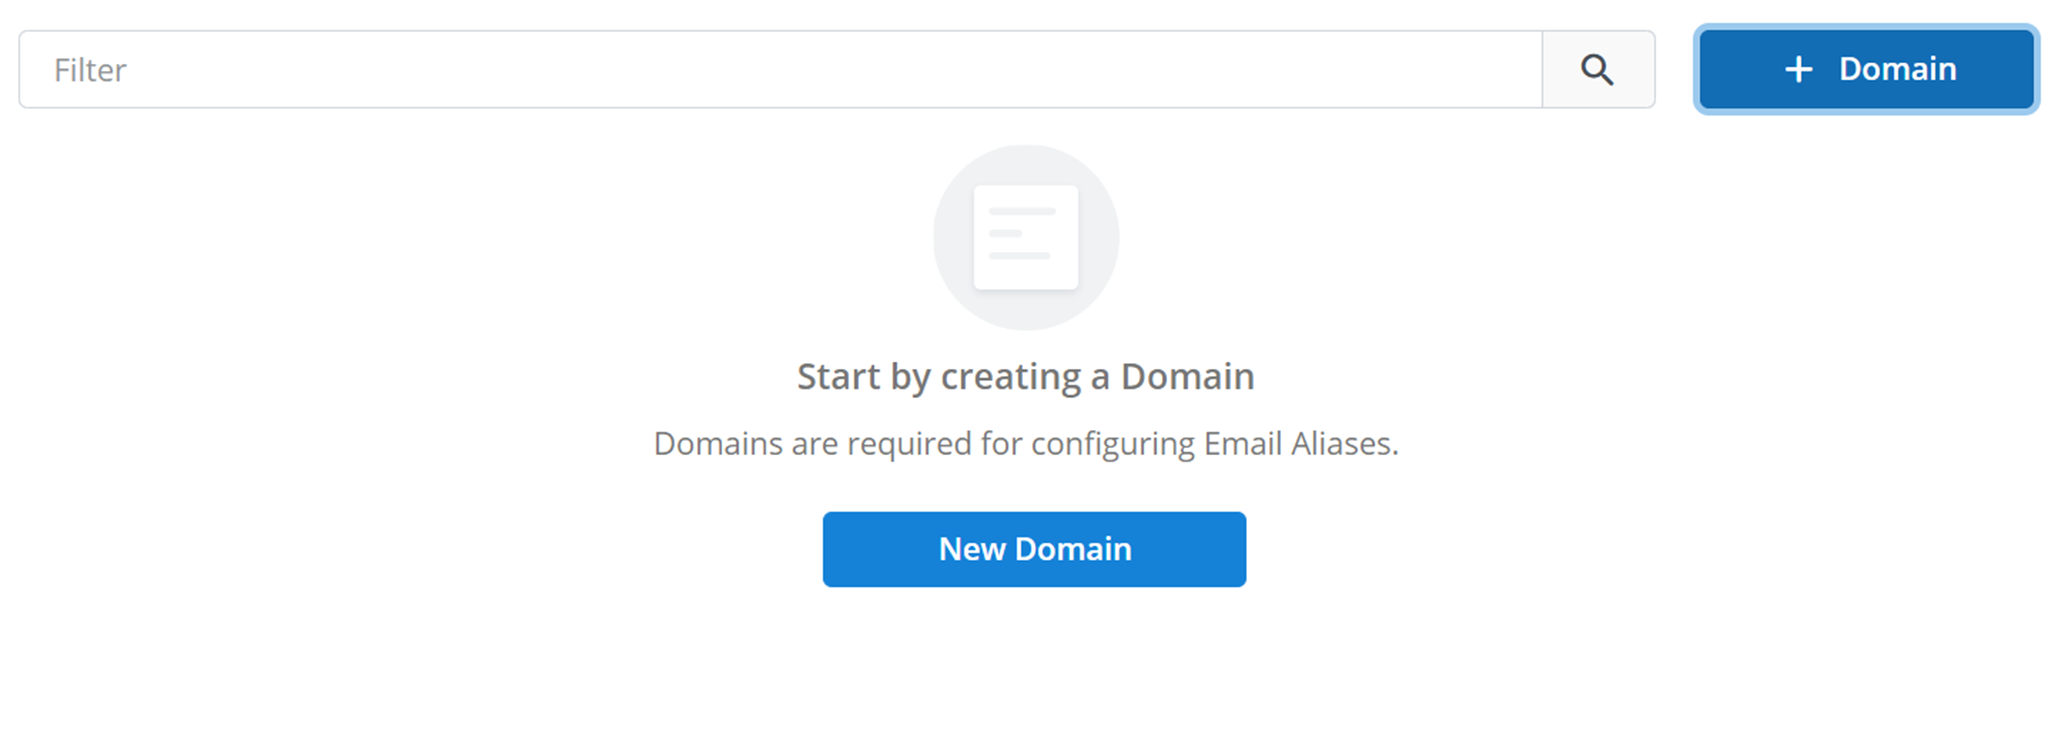 Filter
+ Domain
Start by creating a Domain
Domains are required for configuring Email Aliases.
New Domain